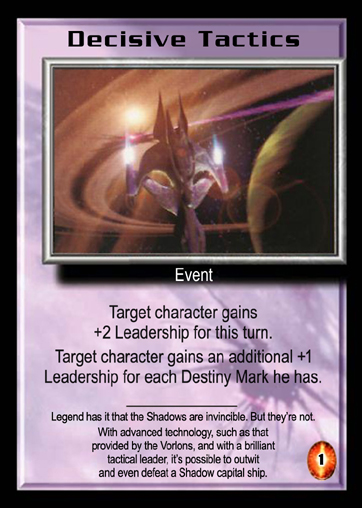 Decisive Tactics
Event
Target character gains
+2 Leadership for this turn.
Target character gains an additional +1
Leadership for each Destiny Mark he has.
Legend has it that the Shadows are invincible. But they're not.
With advanced technology, such as that
provided by the Vorlons, and with a brilliant
tactical leader, it's possible to outwit
and even defeat a Shadow capital ship.
1